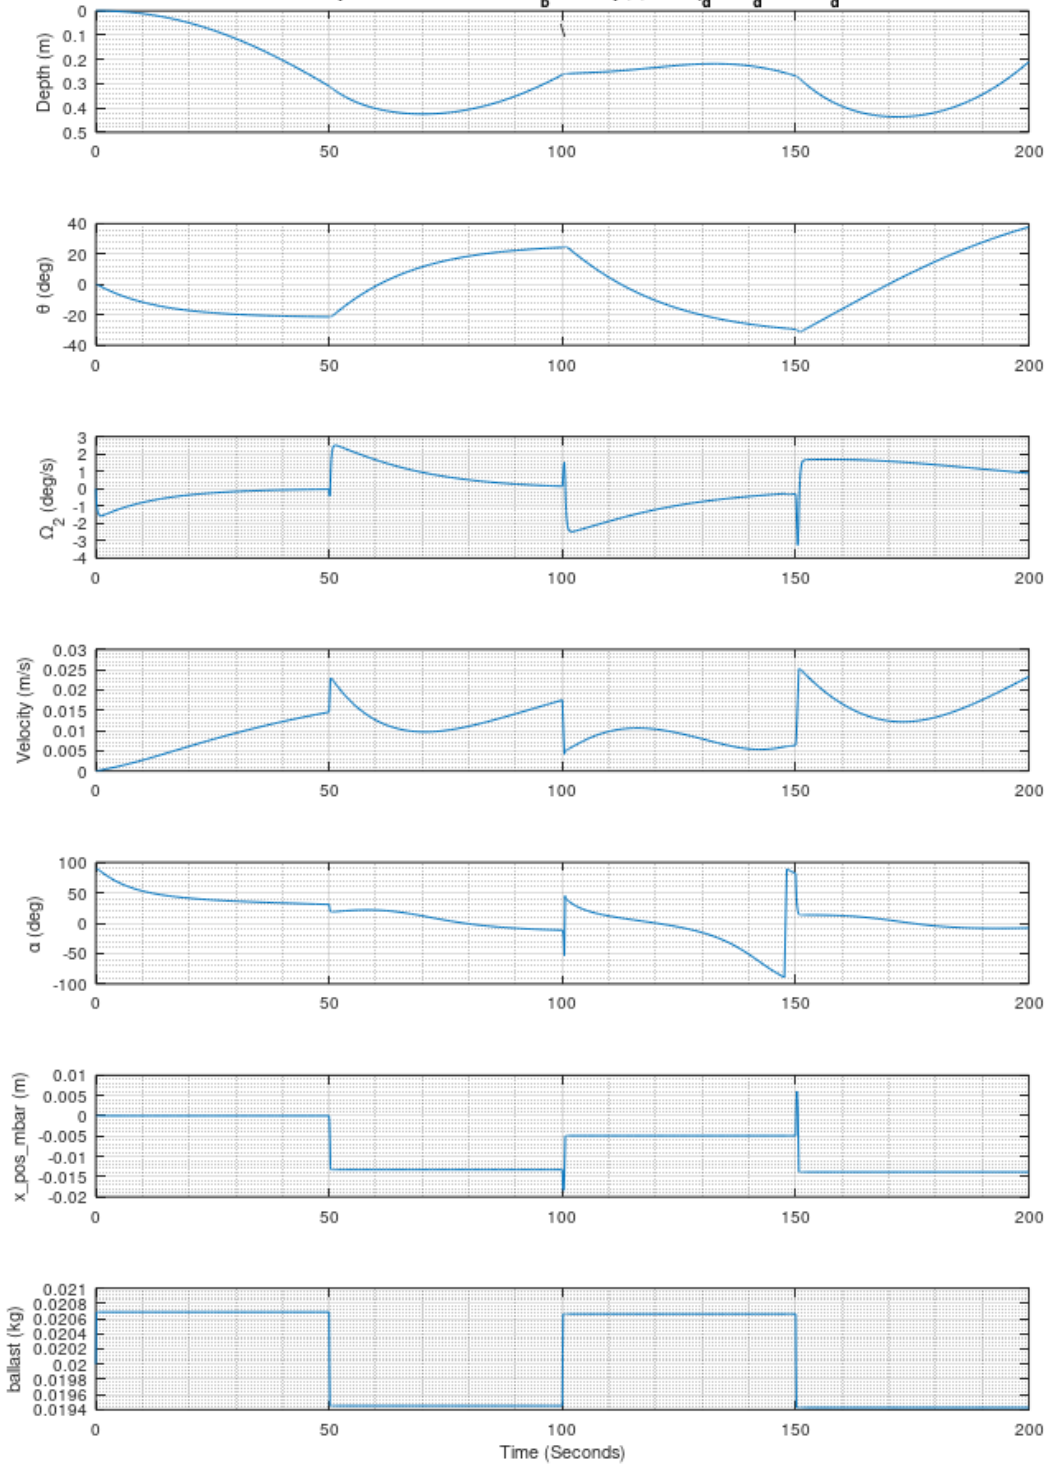 b d d d
0
0.1
0.2
0.3
0.4
0.5
Depth (m)
0 50 100 150 200
40
20
0
-20
-40
θ (deg)
0 50 100 150 200
3
2
1
0
-1
-2
-3
-4
Ω2 (deg/s)
0 50 100 150 200
0.03
0.025
0.02
0.015
0.01
0.005
0
Velocity (m/s)
0 50 100 150 200
100
50
0
-50
-100
α (deg)
0 50 100 150 200
0.01
0.005
0
-0.005
-0.01
-0.015
-0.02
x_pos_mbar (m)
0 50 100 150 200
0.021
0.0208
0.0206
0.0204
0.0202
0.02
0.0198
0.0196
0.0194
ballast (kg)
0 50 100 150 200
Time (Seconds)